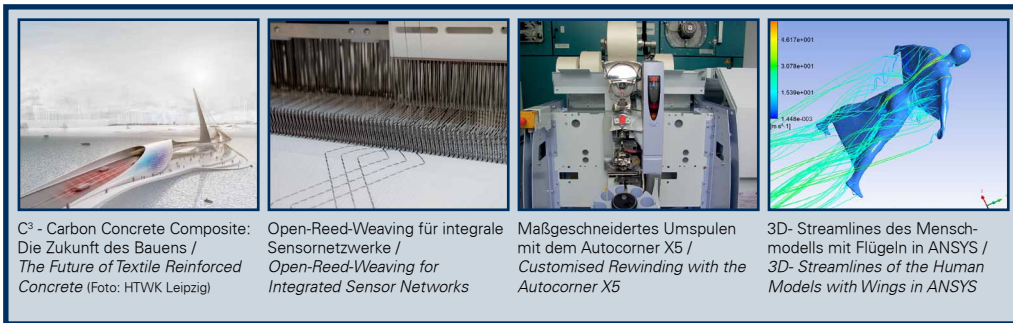 4.617e+001
3.078e+001
1.539e+001
1.448e-003
[m s^-1]
C³ - Carbon Concrete Composite:
Die Zukunft des Bauens /
The Future of Textile Reinforced
Concrete (Foto: HTWK Leipzig)
Open-Reed-Weaving für integrale
Sensornetzwerke /
Open-Reed-Weaving for
Integrated Sensor Networks
Maßgeschneidertes Umspulen
mit dem Autocorner X5 /
Customised Rewinding with the
Autocorner X5
3D- Streamlines des Mensch-
modells mit Flügeln in ANSYS /
3D- Streamlines of the Human
Models with Wings in ANSYS